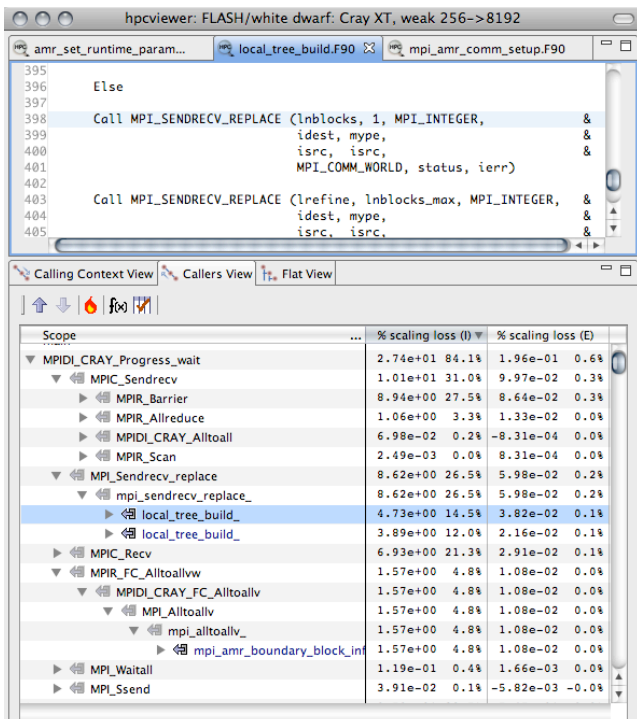 hpcviewer: FLASH/white dwarf: Cray XT, weak 256->8192
amr_set_runtime_param... local_tree_build.F90 mpi_amr_comm_setup.F90
395
396 Else
397
398 Call MPI_SENDRECV_REPLACE (lnblocks, 1, MPI_INTEGER, &
399 idest, mype, &
400 isrc, isrc, &
401 MPI_COMM_WORLD, status, ierr)
402
403 Call MPI_SENDRECV_REPLACE (lrefine, lnblocks_max, MPI_INTEGER, &
404 idest, mype, &
405 isrc, isrc, &
Calling Context View Callers View Flat View
f(x)
Scope ... % scaling loss (I) % scaling loss (E)
MPIDI_CRAY_Progress_wait 2.74e+01 84.1% 1.96e-01 0.6%
MPIC_Sendrecv 1.01e+01 31.0% 9.97e-02 0.3%
MPIR_Barrier 8.94e+00 27.5% 8.64e-02 0.3%
MPIR_Allreduce 1.06e+00 3.3% 1.33e-02 0.0%
MPIDI_CRAY_Alltoall 6.98e-02 0.2% -8.31e-04 0.0%
MPIR_Scan 2.49e-03 0.0% 8.31e-04 0.0%
MPI_Sendrecv_replace 8.62e+00 26.5% 5.98e-02 0.2%
mpi_sendrecv_replace_ 8.62e+00 26.5% 5.98e-02 0.2%
local_tree_build_ 4.73e+00 14.5% 3.82e-02 0.1%
local_tree_build_ 3.89e+00 12.0% 2.16e-02 0.1%
MPIC_Recv 6.93e+00 21.3% 2.91e-02 0.1%
MPIR_FC_Alltoallvw 1.57e+00 4.8% 1.08e-02 0.0%
MPIDI_CRAY_FC_Alltoallv 1.57e+00 4.8% 1.08e-02 0.0%
MPI_Alltoallv 1.57e+00 4.8% 1.08e-02 0.0%
mpi_alltoallv_ 1.57e+00 4.8% 1.08e-02 0.0%
mpi_amr_boundary_block_inf 1.57e+00 4.8% 1.08e-02 0.0%
MPI_Waitall 1.19e-01 0.4% 1.66e-03 0.0%
MPI_Ssend 3.91e-02 0.1% -5.82e-03 -0.0%